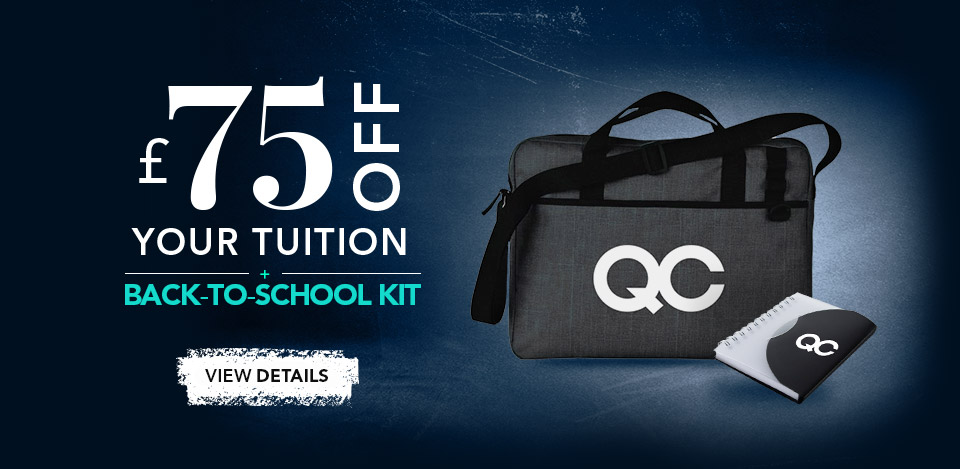 £75 OFF
YOUR TUITION
+
BACK-TO-SCHOOL KIT
VIEW DETAILS
QC
QC